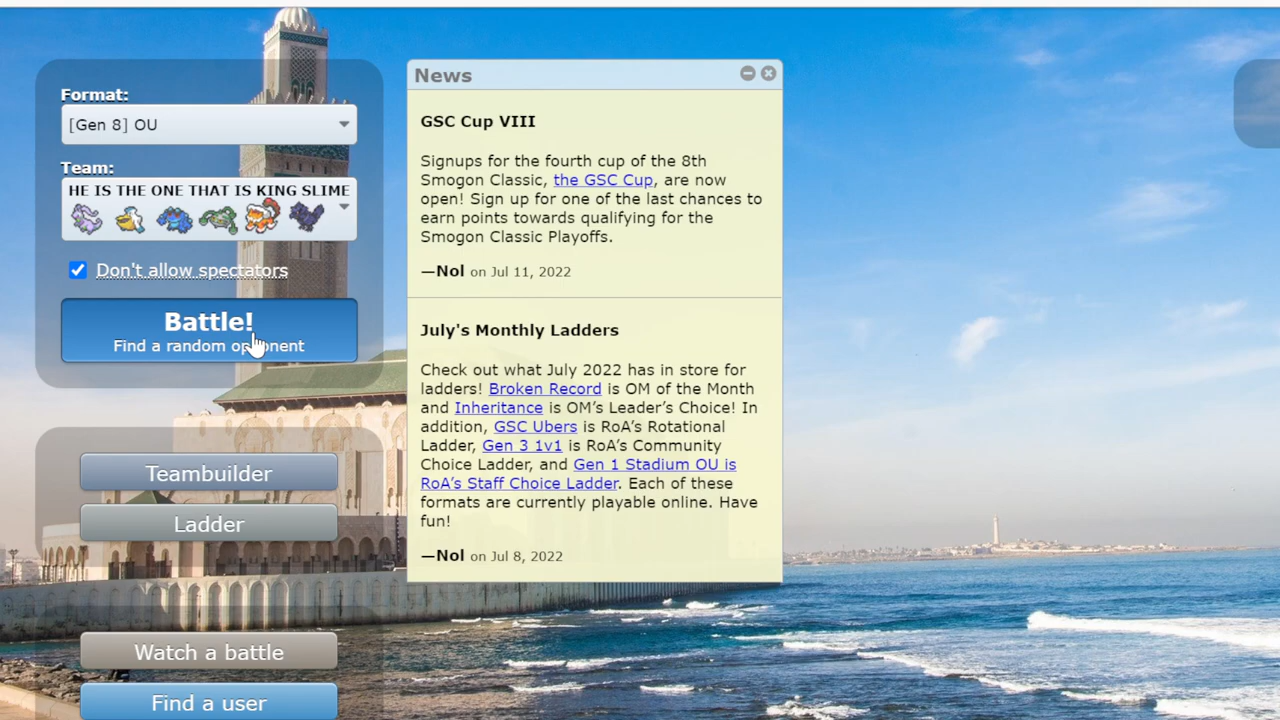 Format:
[Gen 8] OU
Team:
HE IS THE ONE THAT IS KING SLIME
Don't allow spectators
Battle!
Find a random opponent
Teambuilder
Ladder
Watch a battle
Find a user
News
GSC Cup VIII
Signups for the fourth cup of the 8th
Smogon Classic, the GSC Cup, are now
open! Sign up for one of the last chances to
earn points towards qualifying for the
Smogon Classic Playoffs.
—Nol on Jul 11, 2022
July's Monthly Ladders
Check out what July 2022 has in store for
ladders! Broken Record is OM of the Month
and Inheritance is OM’s Leader’s Choice! In
addition, GSC Ubers is RoA’s Rotational
Ladder, Gen 3 1v1 is RoA’s Community
Choice Ladder, and Gen 1 Stadium OU is
RoA’s Staff Choice Ladder. Each of these
formats are currently playable online. Have
fun!
—Nol on Jul 8, 2022